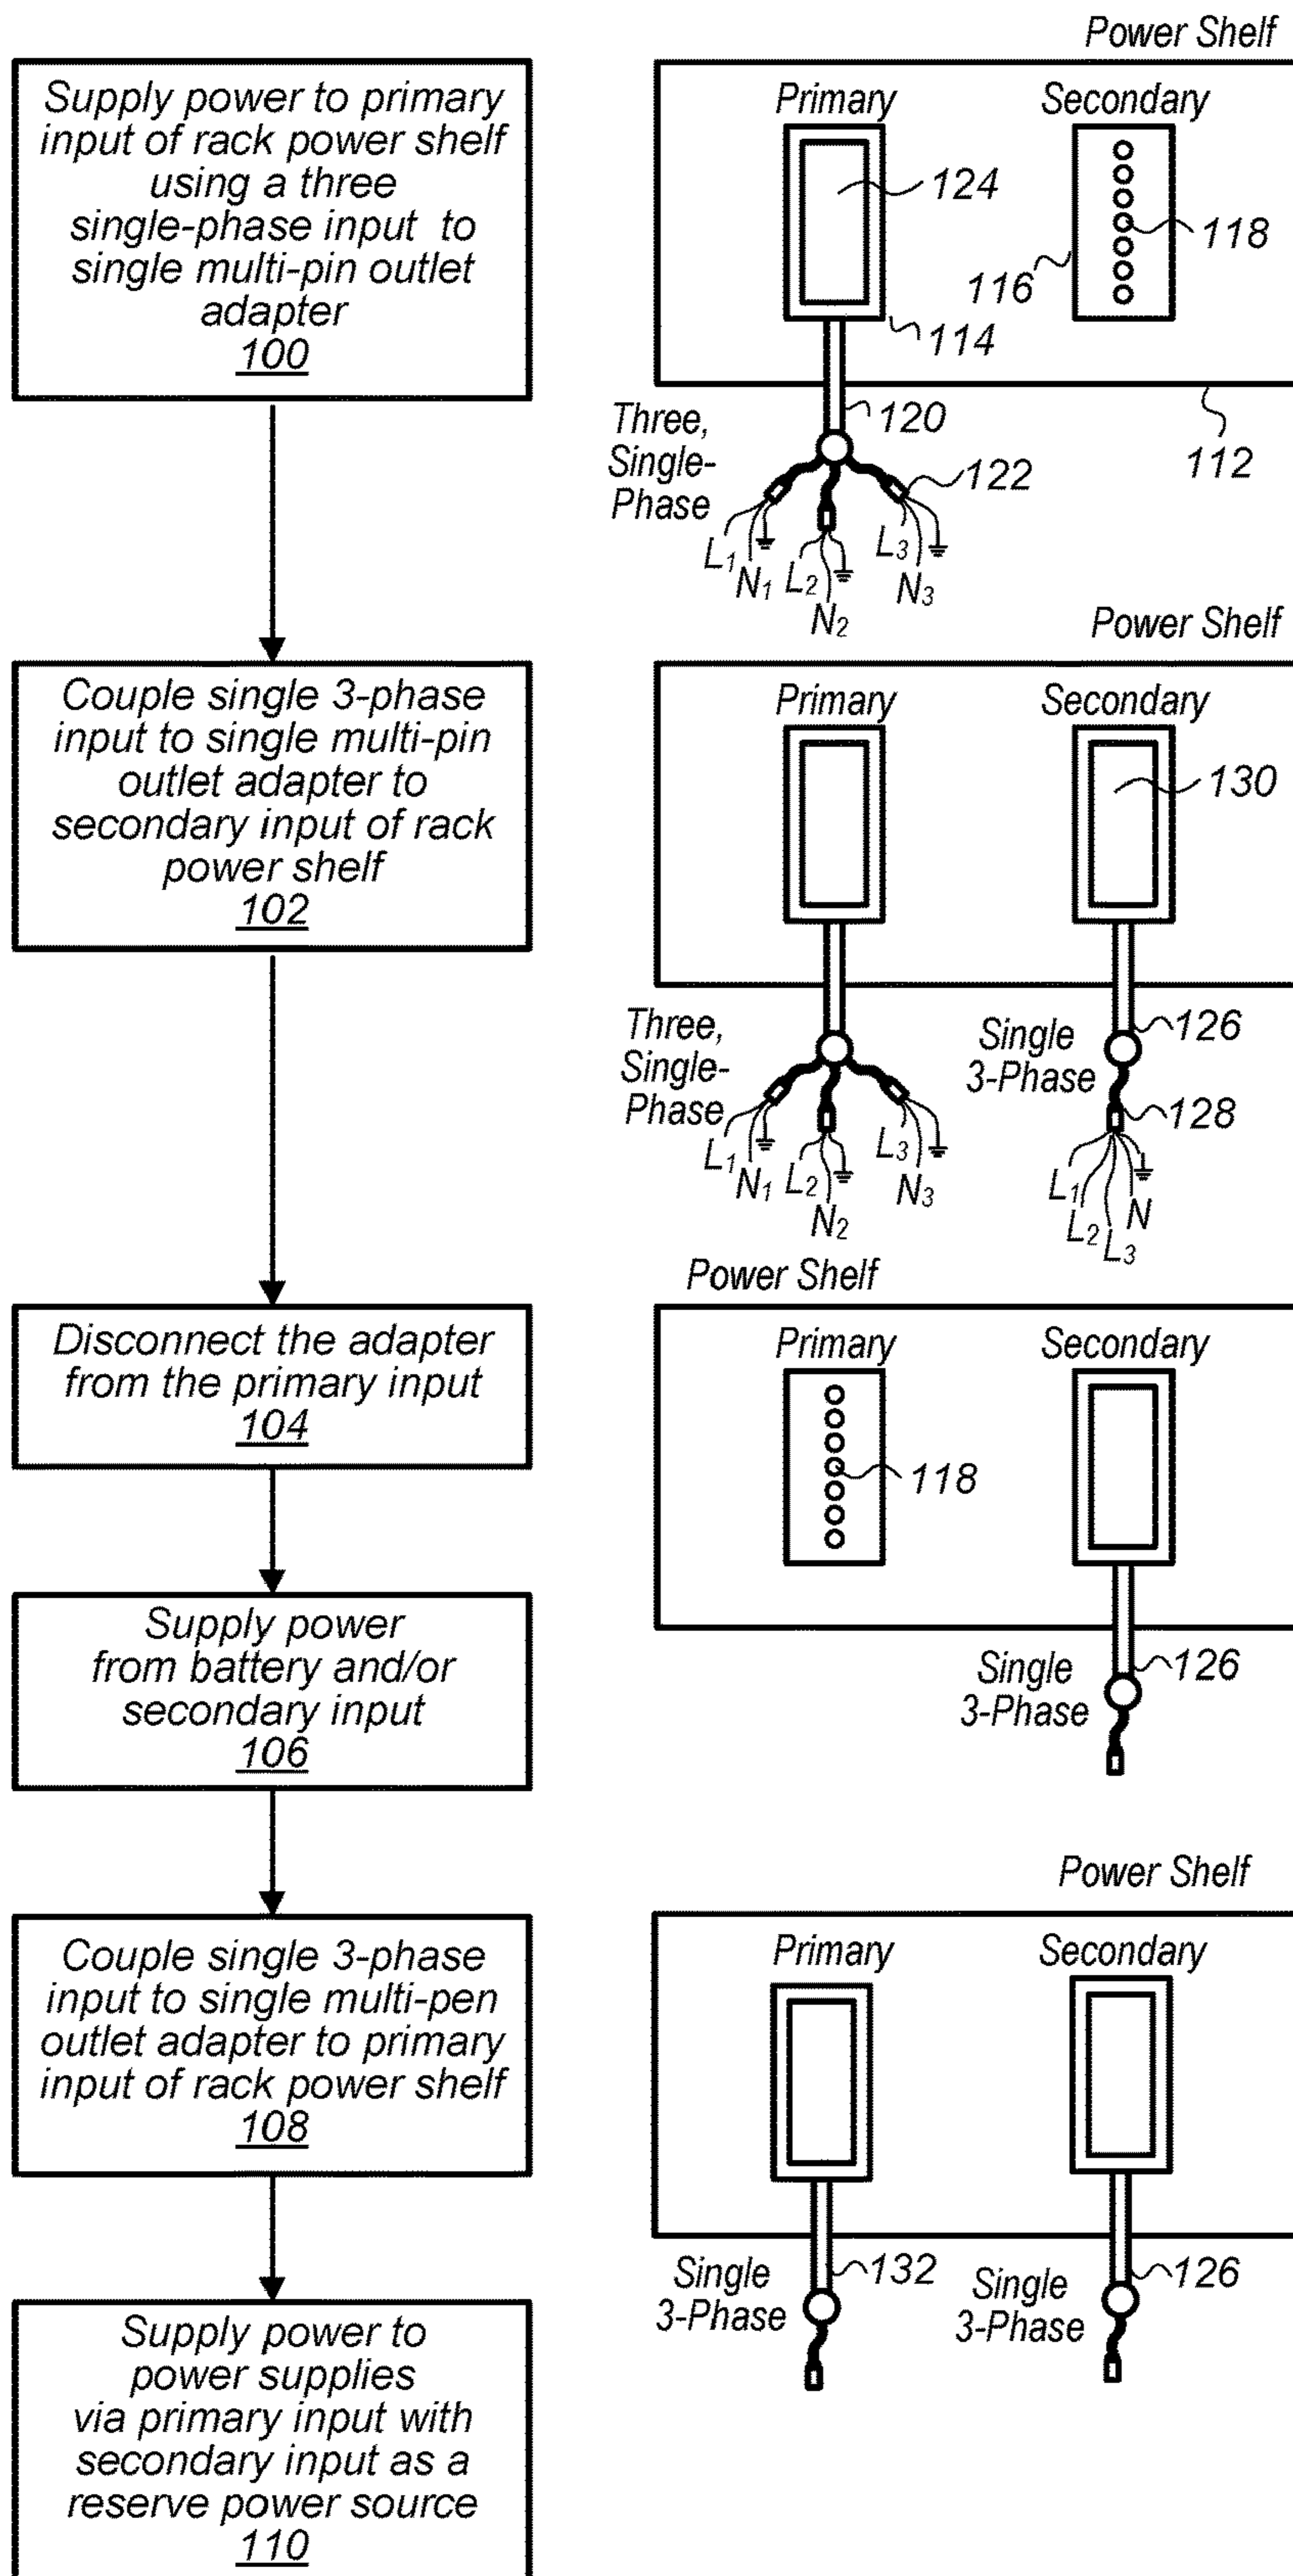 Supply power to primary
input of rack power shelf
using a three
single-phase input to
single multi-pin outlet
adapter
100
Power Shelf
Primary
Secondary
124
118
116
114
120
112
Three,
Single-
Phase
122
L1
N1
L2
N2
L3
N3
Couple single 3-phase
input to single multi-pin
outlet adapter to
secondary input of rack
power shelf
102
Power Shelf
Primary
Secondary
130
126
Three,
Single-
Phase
Single
3-Phase
128
L1
N1
L2
N2
L3
N3
L1
L2
L3
N
Disconnect the adapter
from the primary input
104
Power Shelf
Primary
Secondary
118
Supply power
from battery and/or
secondary input
106
Single
3-Phase
126
Couple single 3-phase
input to single multi-pen
outlet adapter to primary
input of rack power shelf
108
Power Shelf
Primary
Secondary
Single
3-Phase
132
Single
3-Phase
126
Supply power to
power supplies
via primary input with
secondary input as a
reserve power source
110